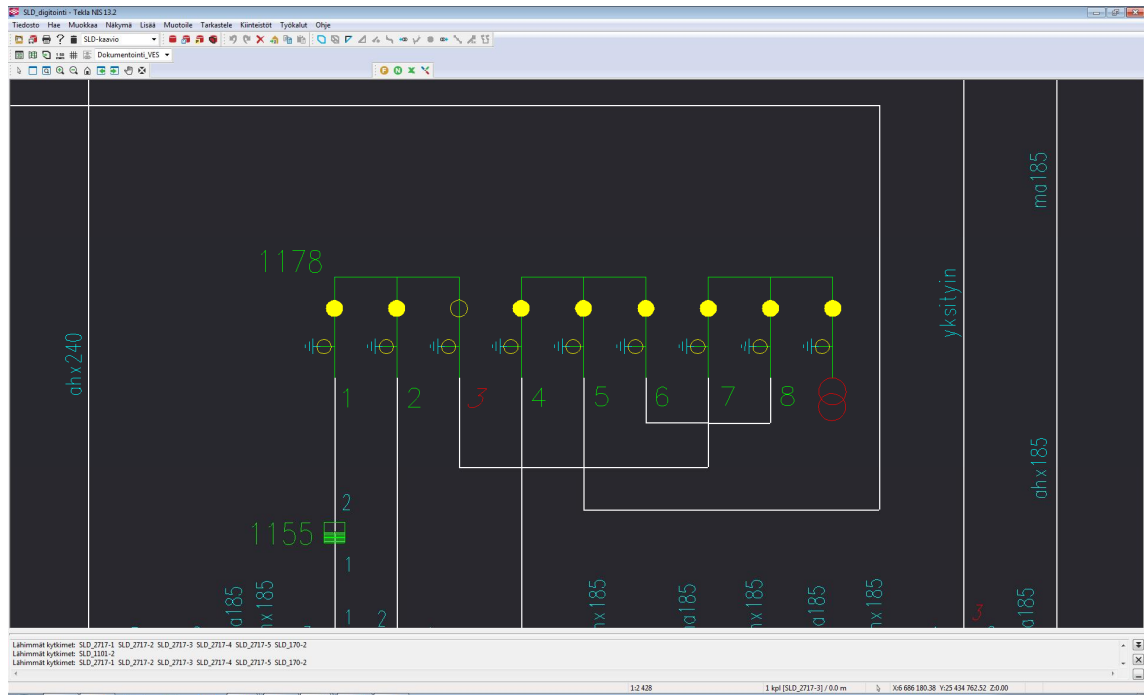 SLD_digitointi - Tekla NIS 13.2
Tiedosto Hae Muokkaa Näkymä Lisää Muotoile Tarkastele Kiinteistöt Työkalut Ohje
SLD-kaavio
Dokumentointi_VES
ma185
1178
yksityin
ahx240
1 2 3 4 5 6 7 8
ahx185
2
1155
1
1 2
3
Lähimmät kytkimet: SLD_2717-1 SLD_2717-2 SLD_2717-3 SLD_2717-4 SLD_2717-5 SLD_170-2
Lähimmät kytkimet: SLD_1101-2
Lähimmät kytkimet: SLD_2717-1 SLD_2717-2 SLD_2717-3 SLD_2717-4 SLD_2717-5 SLD_170-2
1:2 428
1 kpl [SLD_2717-3] / 0.0 m
X:6 686 180.38 Y:25 434 762.52 Z:0.00